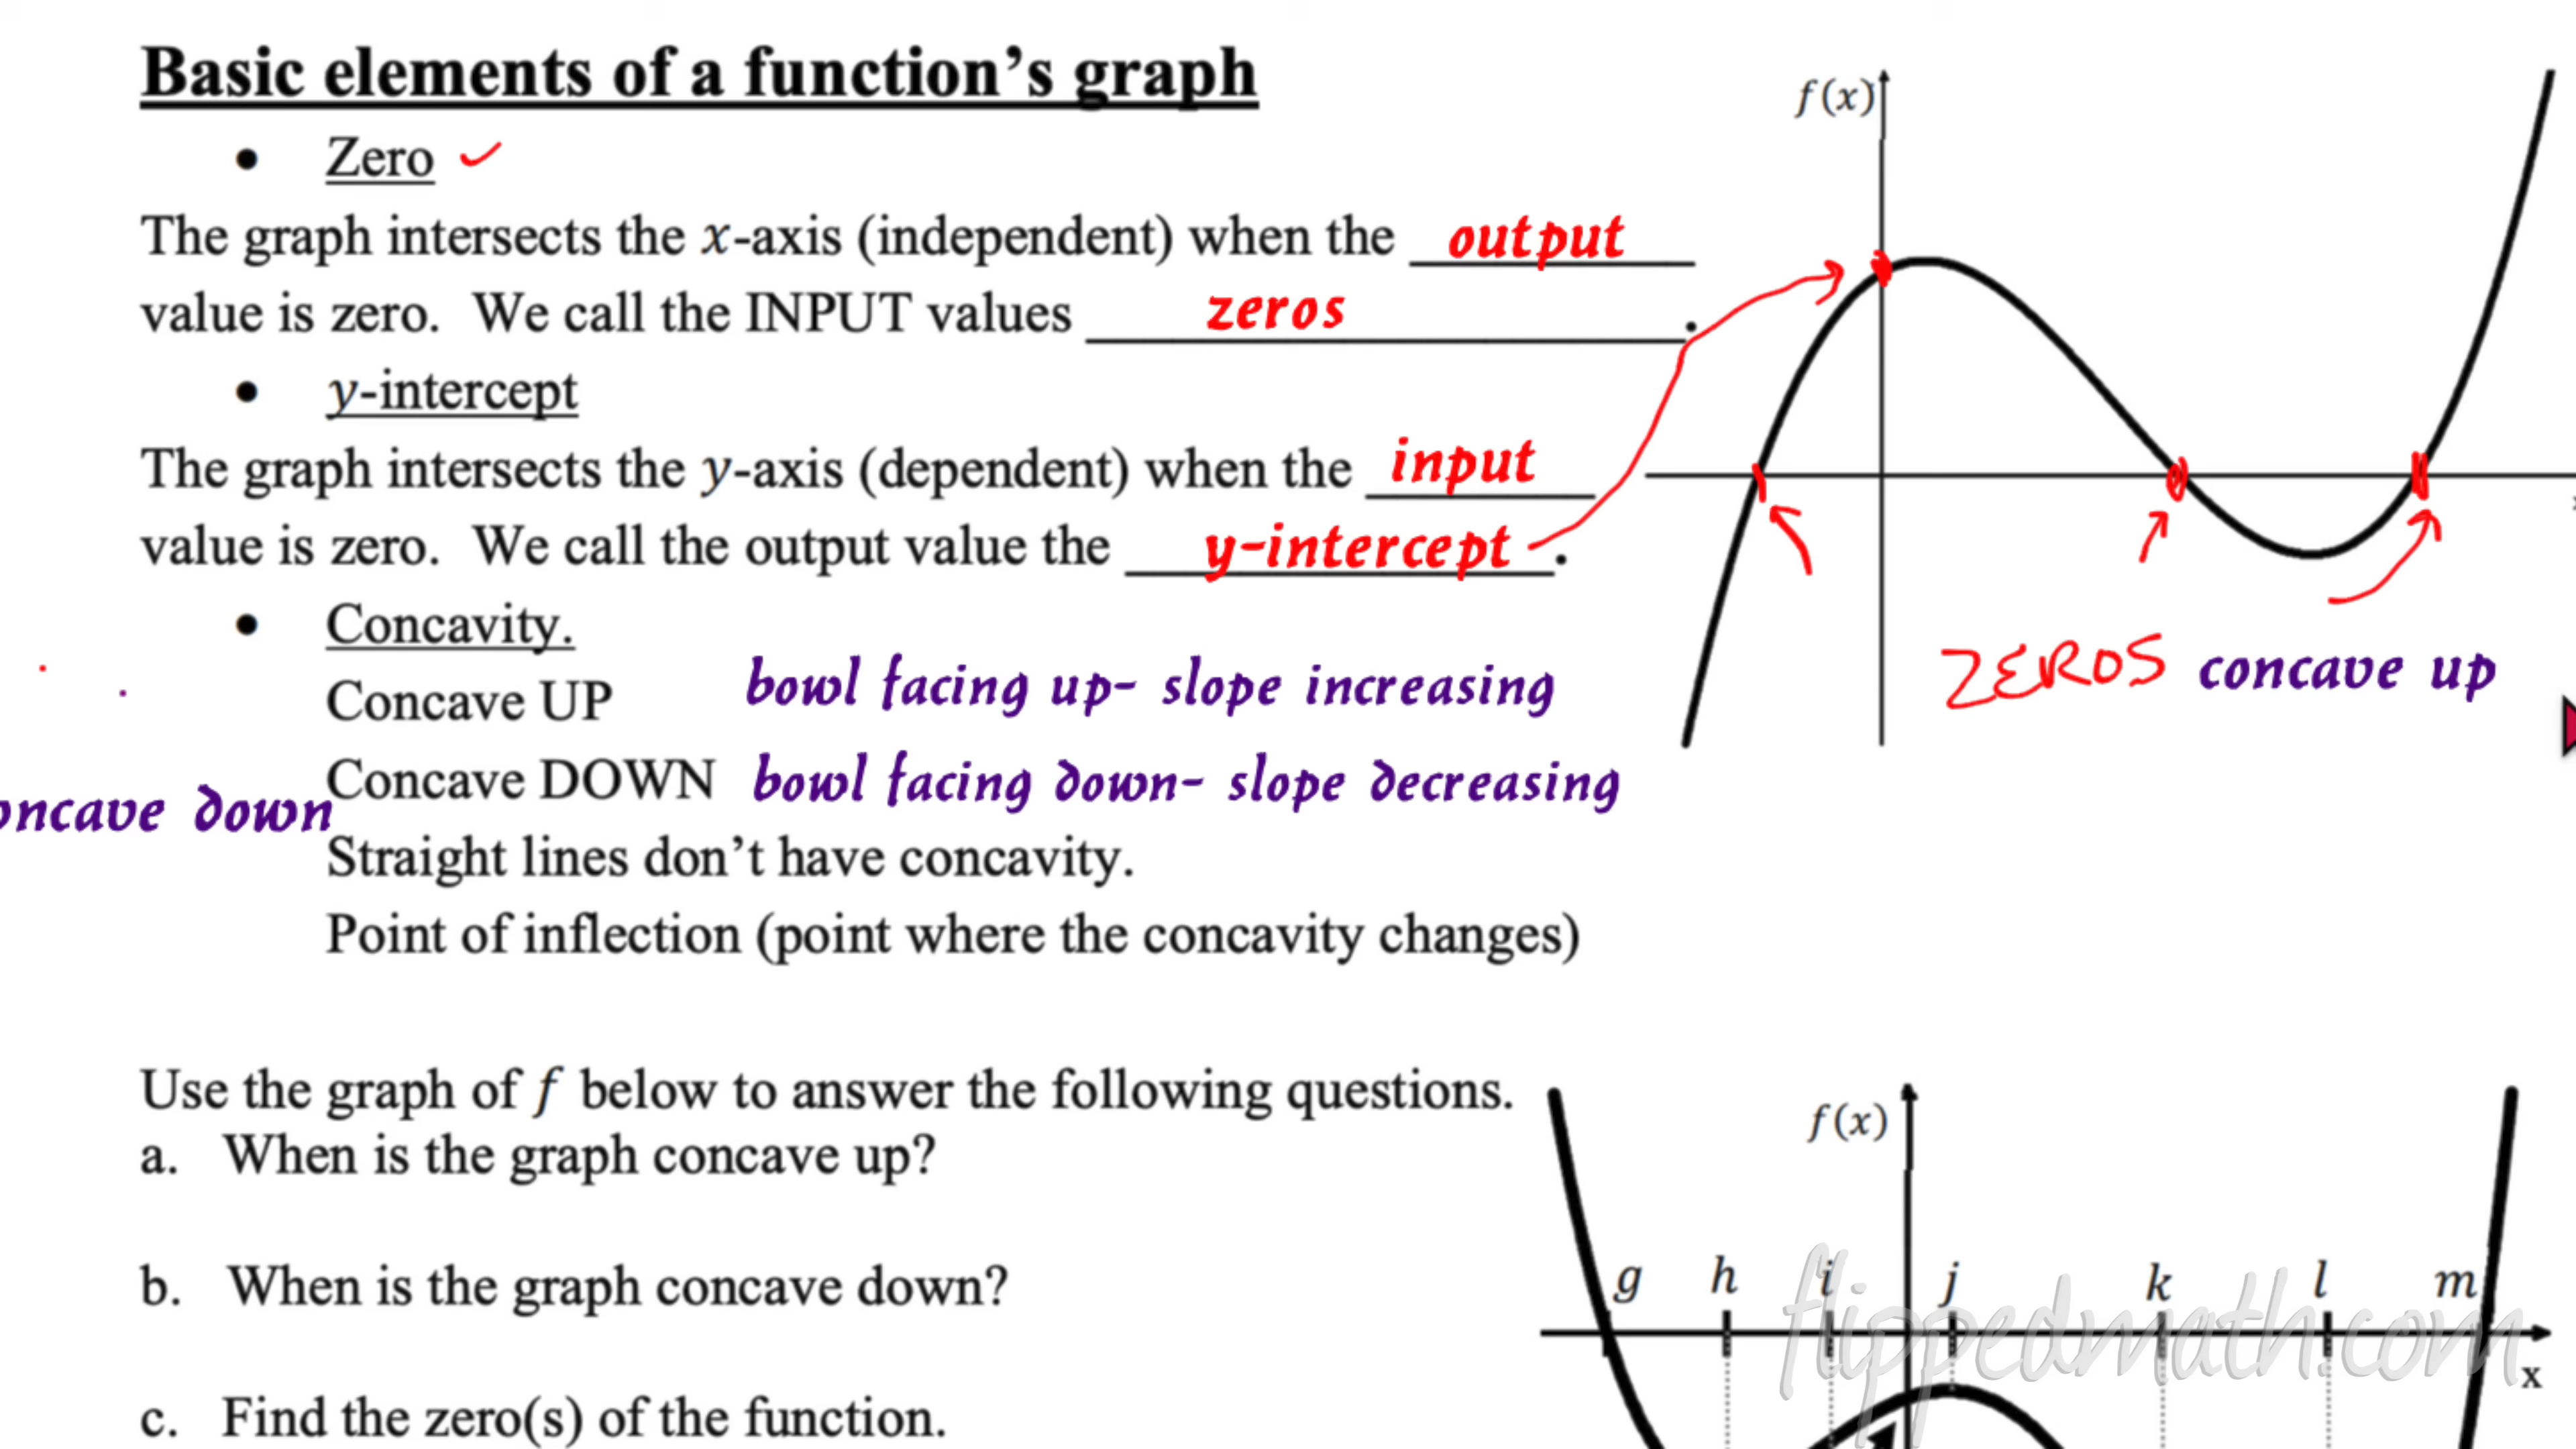 Basic elements of a function's graph
• Zero ✓
The graph intersects the x-axis (independent) when the output
value is zero. We call the INPUT values zeros.
• y-intercept
The graph intersects the y-axis (dependent) when the input
value is zero. We call the output value the y-intercept.
• Concavity.
Concave UP bowl facing up- slope increasing
Concave DOWN bowl facing down- slope decreasing
oncave down
Straight lines don't have concavity.
Point of inflection (point where the concavity changes)
f(x)
ZEROS concave up
Use the graph of f below to answer the following questions.
a. When is the graph concave up?
b. When is the graph concave down?
c. Find the zero(s) of the function.
f(x)
g h i j k l m
x
flippedmath.com